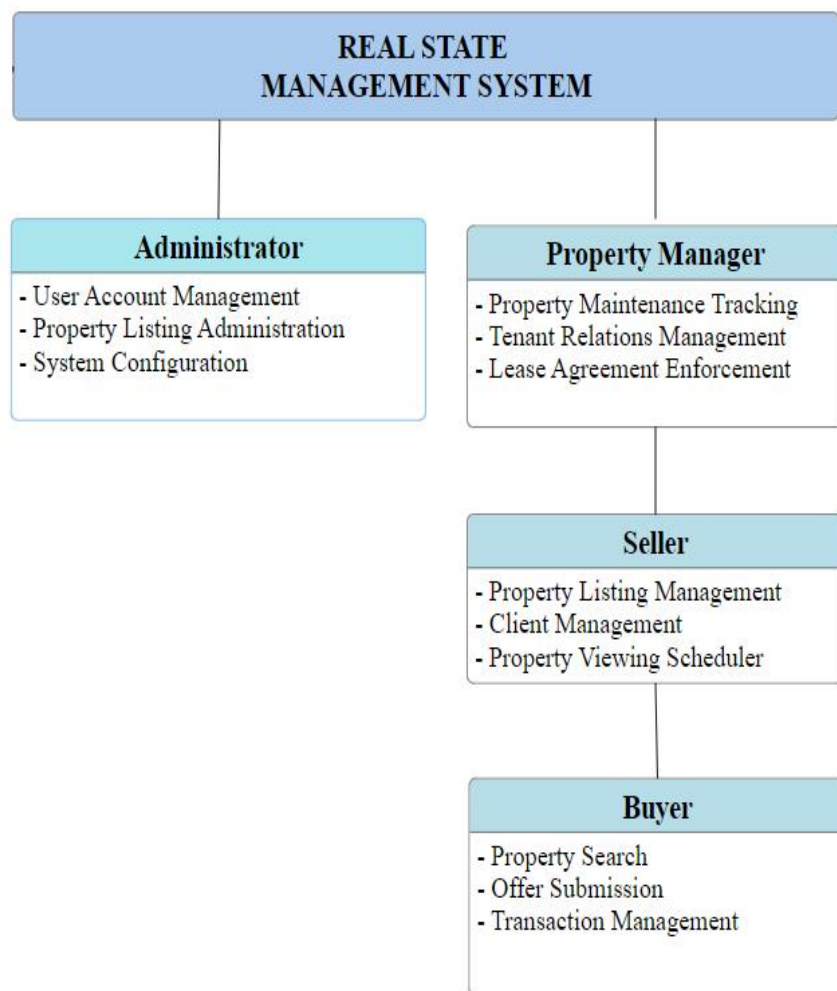 REAL STATE
MANAGEMENT SYSTEM
Administrator
- User Account Management
- Property Listing Administration
- System Configuration
Property Manager
- Property Maintenance Tracking
- Tenant Relations Management
- Lease Agreement Enforcement
Seller
- Property Listing Management
- Client Management
- Property Viewing Scheduler
Buyer
- Property Search
- Offer Submission
- Transaction Management